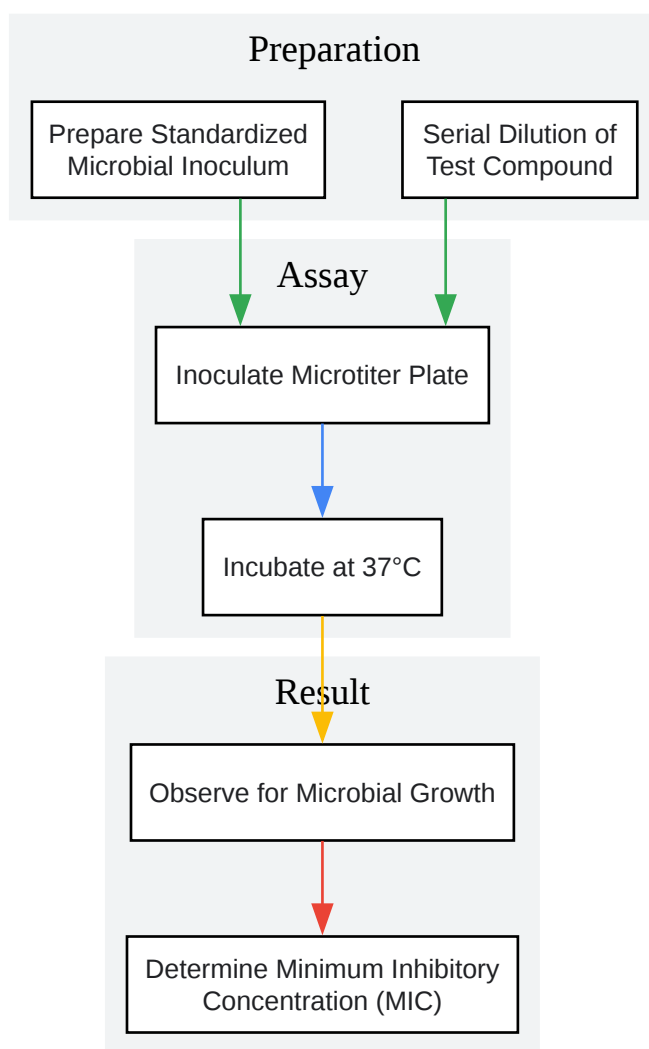 Preparation
Prepare Standardized
Microbial Inoculum
Serial Dilution of
Test Compound
Assay
Inoculate Microtiter Plate
Incubate at 37°C
Result
Observe for Microbial Growth
Determine Minimum Inhibitory
Concentration (MIC)